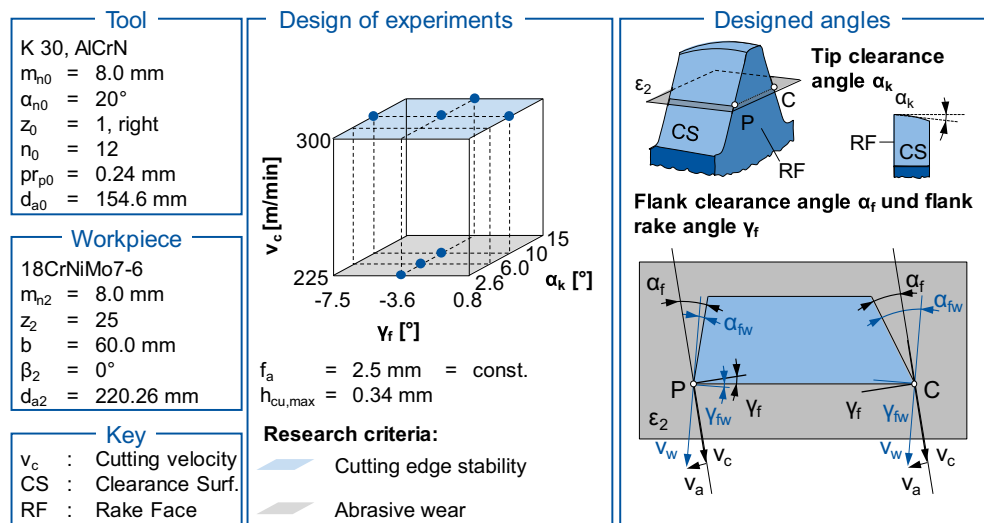 Tool
K 30, AlCrN
mn0 = 8.0 mm
αn0 = 20°
z0 = 1, right
n0 = 12
prp0 = 0.24 mm
da0 = 154.6 mm
Workpiece
18CrNiMo7-6
mn2 = 8.0 mm
z2 = 25
b = 60.0 mm
β2 = 0°
da2 = 220.26 mm
Key
vc : Cutting velocity
CS : Clearance Surf.
RF : Rake Face
Design of experiments
300
vc [m/min]
225
-7.5 -3.6 0.8
γf [°]
2.6 6.0 10 15
αk [°]
fa = 2.5 mm = const.
hcu,max = 0.34 mm
Research criteria:
Cutting edge stability
Abrasive wear
Designed angles
Tip clearance
angle αk
ε2
C
P
CS
RF
αk
RF
CS
Flank clearance angle αf und flank
rake angle γf
αf
αfw
αf
αfw
P
γfw
γf
γf
γfw
C
ε2
vw
vc
va
vw
vc
va